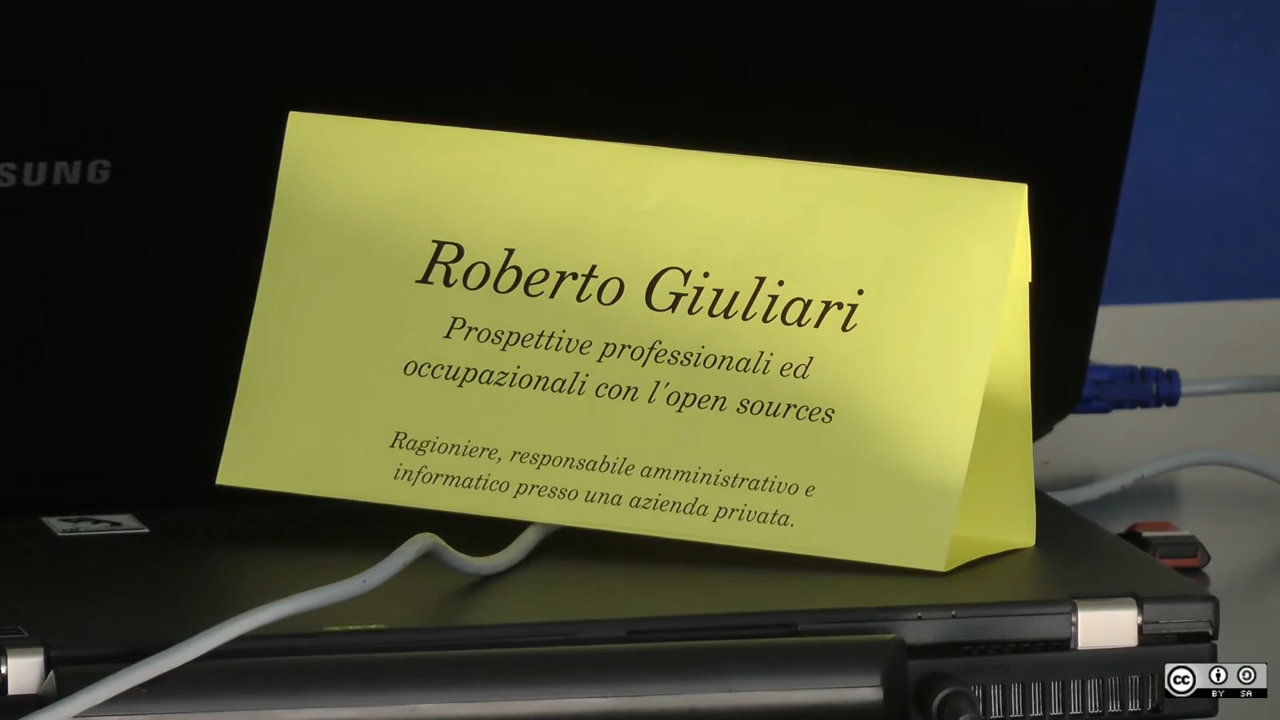 SUNG
Roberto Giuliari
Prospettive professionali ed
occupazionali con l'open sources
Ragioniere, responsabile amministrativo e
informatico presso una azienda privata.
cc
BY SA